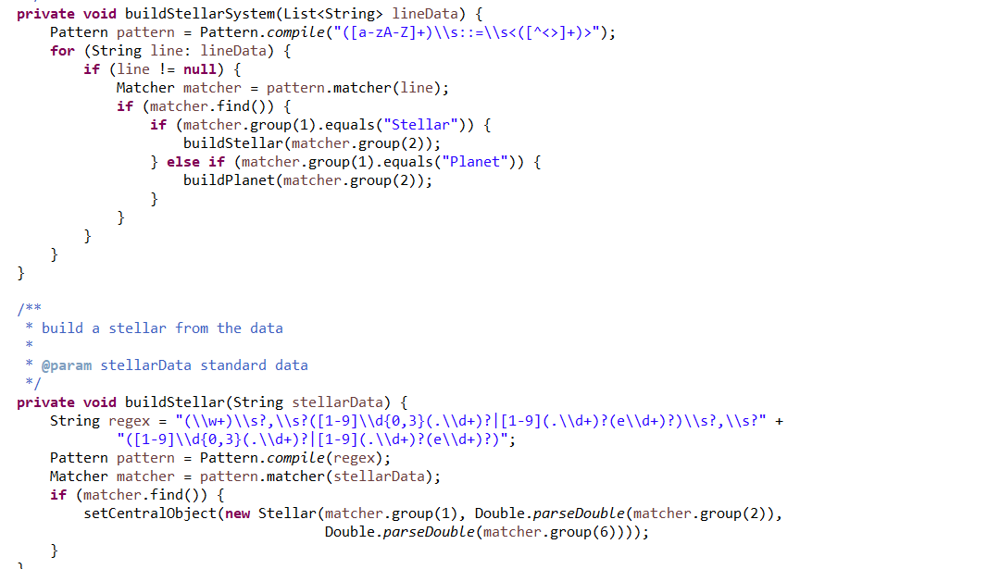 private void buildStellarSystem(List<String> lineData) {
    Pattern pattern = Pattern.compile("([a-zA-Z]+)\\s::=\\s<([^<>]+)>");
    for (String line: lineData) {
        if (line != null) {
            Matcher matcher = pattern.matcher(line);
            if (matcher.find()) {
                if (matcher.group(1).equals("Stellar")) {
                    buildStellar(matcher.group(2));
                } else if (matcher.group(1).equals("Planet")) {
                    buildPlanet(matcher.group(2));
                }
            }
        }
    }
}

/**
 * build a stellar from the data
 *
 * @param stellarData standard data
 */
private void buildStellar(String stellarData) {
    String regex = "(\\w+)\\s?,\\s?([1-9]\\d{0,3}(.\\d+)?|[1-9](.\\d+)?(e\\d+)?)\\s?,\\s?" +
            "([1-9]\\d{0,3}(.\\d+)?|[1-9](.\\d+)?(e\\d+)?)";
    Pattern pattern = Pattern.compile(regex);
    Matcher matcher = pattern.matcher(stellarData);
    if (matcher.find()) {
        setCentralObject(new Stellar(matcher.group(1), Double.parseDouble(matcher.group(2)),
                                     Double.parseDouble(matcher.group(6))));
    }